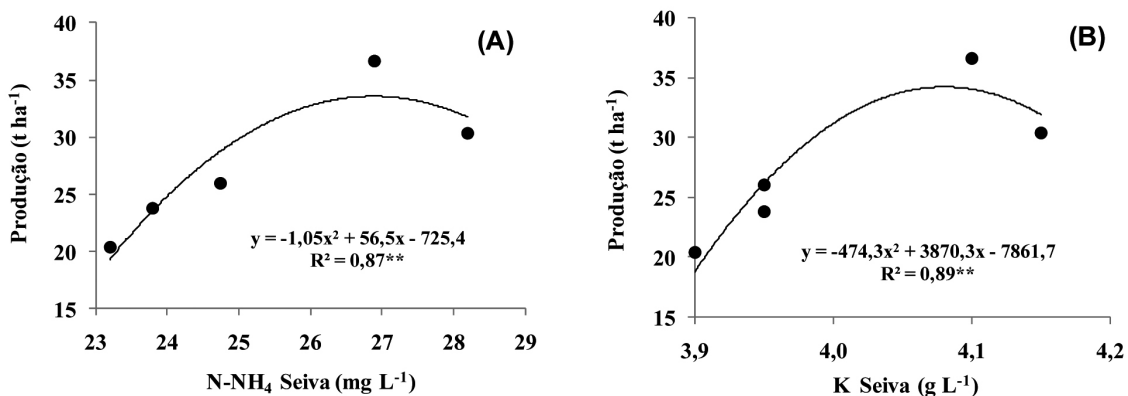 (A)
Produção (t ha⁻¹)
40
35
30
25
20
15
y = -1,05x² + 56,5x - 725,4
R² = 0,87**
23 24 25 26 27 28 29
N-NH₄ Seiva (mg L⁻¹)
(B)
Produção (t ha⁻¹)
40
35
30
25
20
15
y = -474,3x² + 3870,3x - 7861,7
R² = 0,89**
3,9 4,0 4,1 4,2
K Seiva (g L⁻¹)